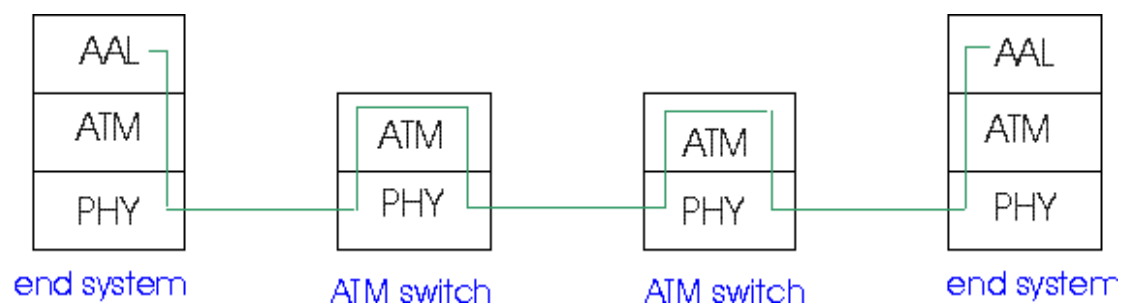 AAL
ATM
PHY
end system
ATM
PHY
ATM switch
ATM
PHY
ATM switch
AAL
ATM
PHY
end system